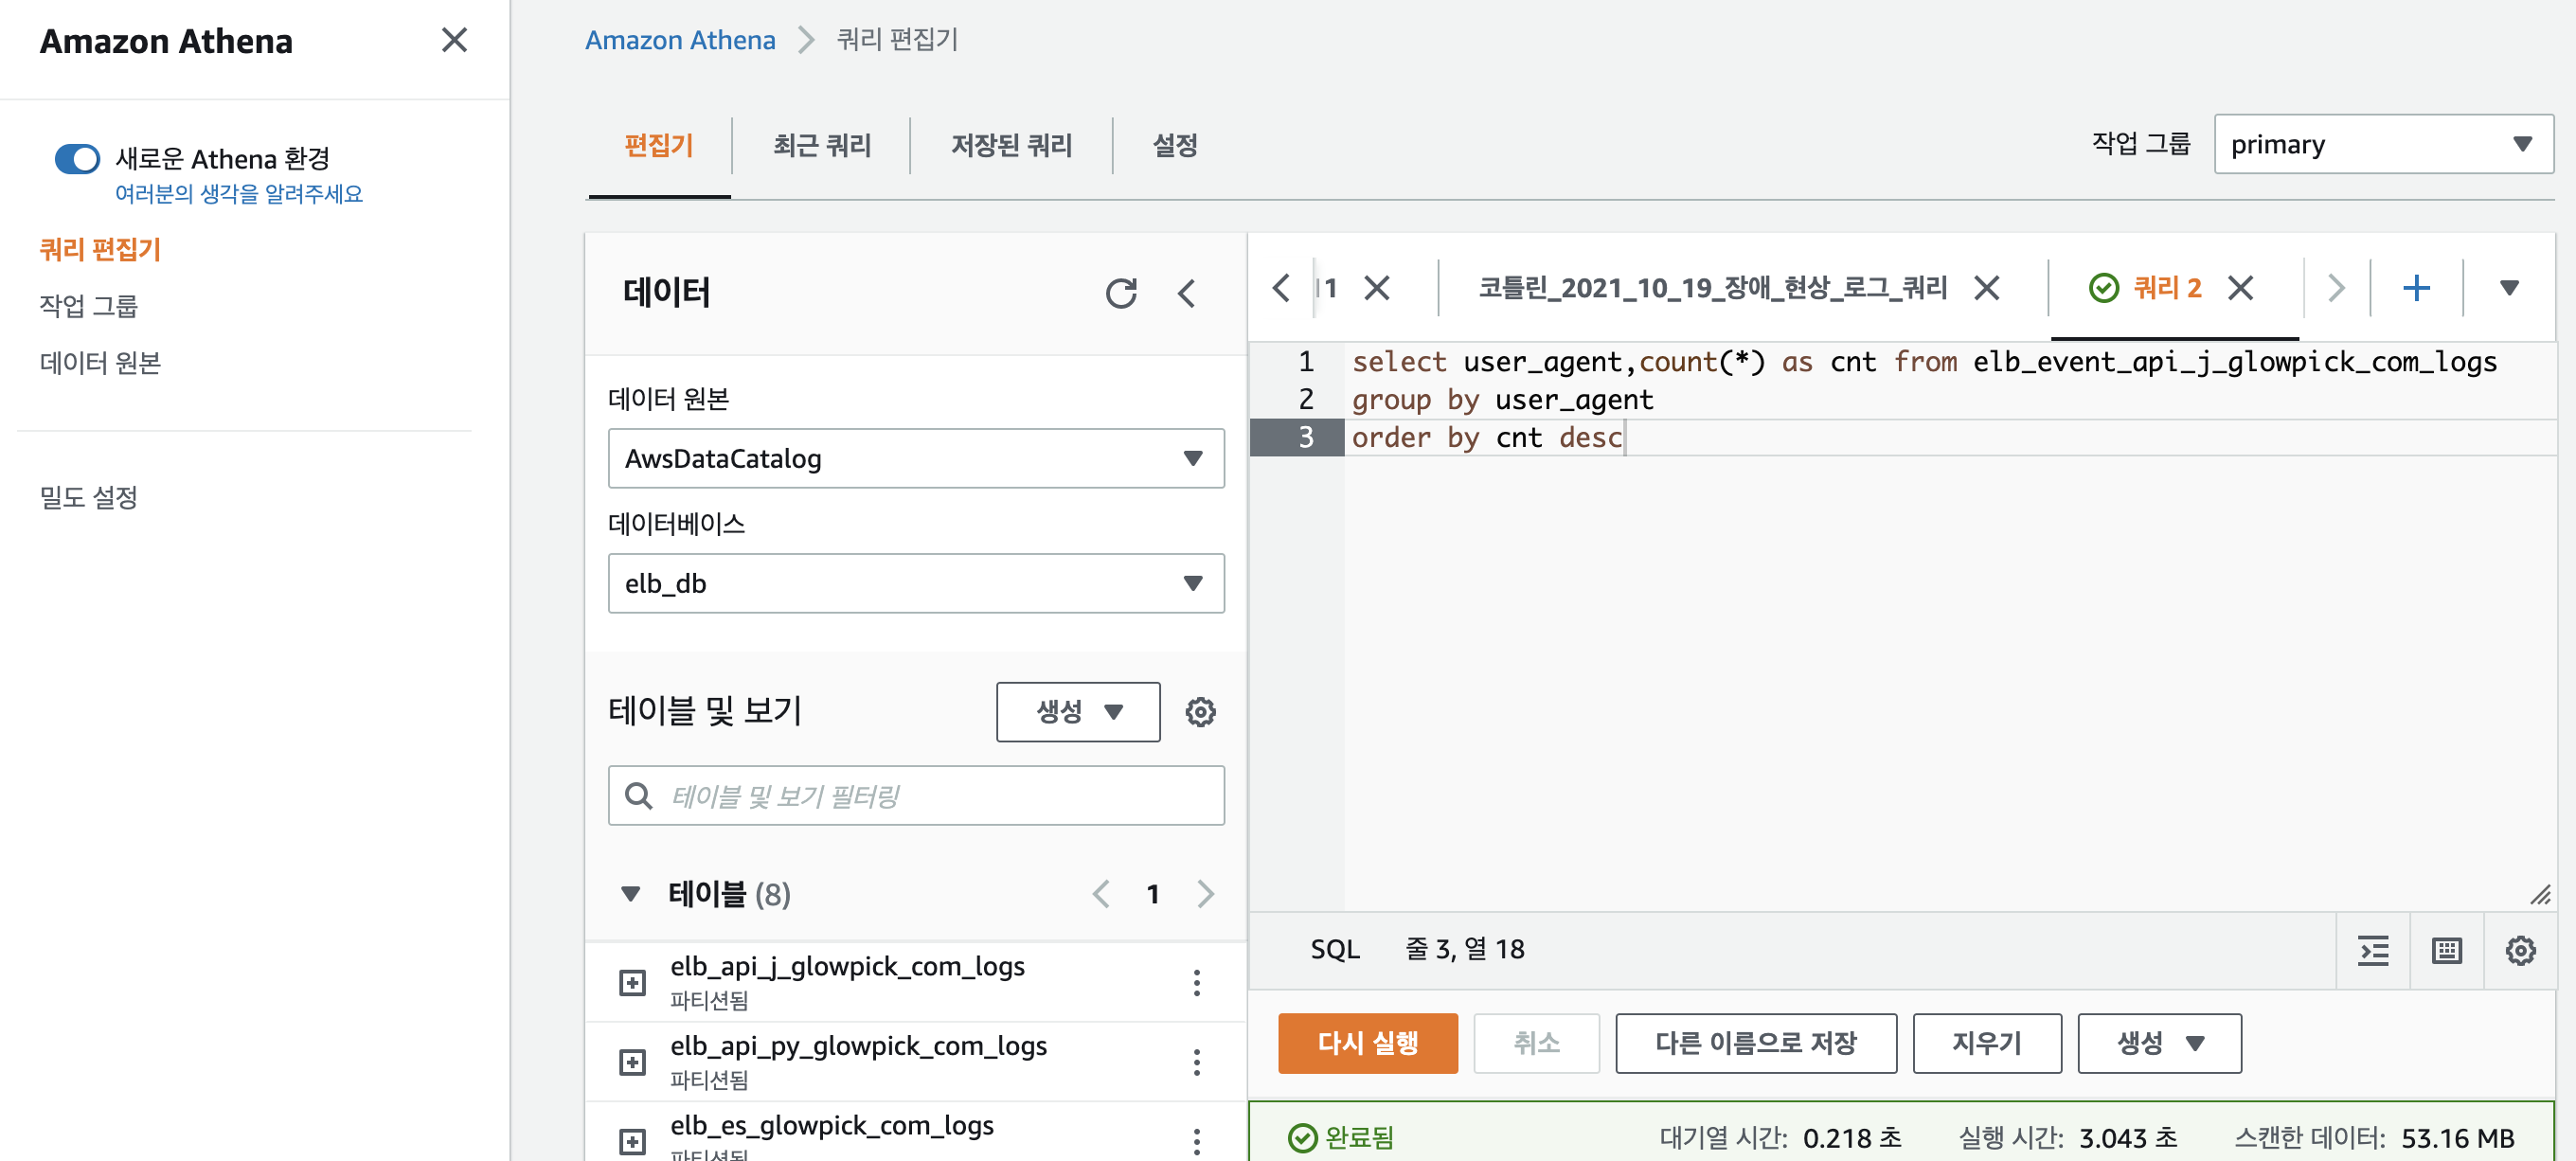 Amazon Athena
새로운 Athena 환경
여러분의 생각을 알려주세요
쿼리 편집기
작업 그룹
데이터 원본
밀도 설정
Amazon Athena > 쿼리 편집기
편집기 최근 쿼리 저장된 쿼리 설정
작업 그룹 primary
데이터
데이터 원본
AwsDataCatalog
데이터베이스
elb_db
테이블 및 보기 생성
테이블 및 보기 필터링
테이블 (8) 1
elb_api_j_glowpick_com_logs
파티션됨
elb_api_py_glowpick_com_logs
파티션됨
elb_es_glowpick_com_logs
파티션됨
1 코틀린_2021_10_19_장애_현상_로그_쿼리 쿼리 2
1 select user_agent,count(*) as cnt from elb_event_api_j_glowpick_com_logs
2 group by user_agent
3 order by cnt desc
SQL 줄 3, 열 18
다시 실행 취소 다른 이름으로 저장 지우기 생성
완료됨 대기열 시간: 0.218 초 실행 시간: 3.043 초 스캔한 데이터: 53.16 MB